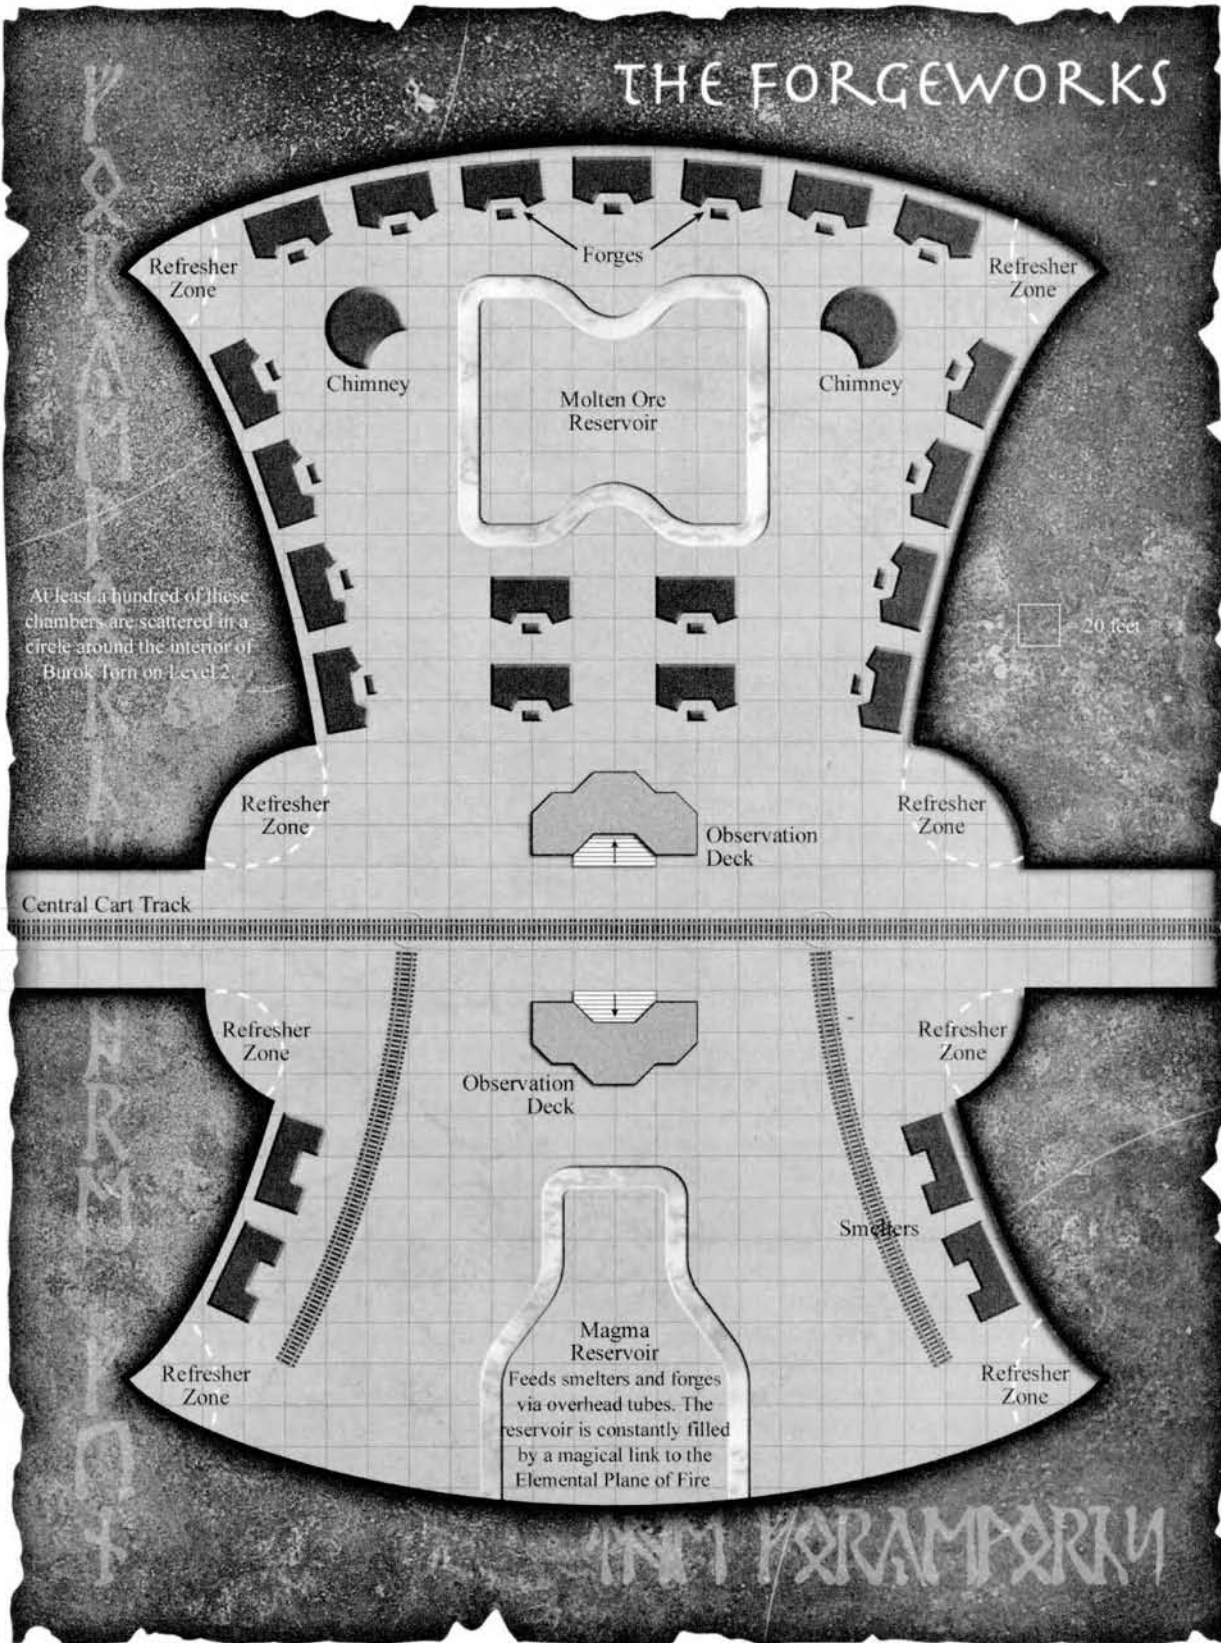 THE FORGEWORKS
Forges
Refresher
Zone
Refresher
Zone
Chimney
Chimney
Molten Ore
Reservoir
At least a hundred of these
chambers are scattered in a
circle around the interior of
Burok Torn on Level 2.
20 feet
Refresher
Zone
Refresher
Zone
Observation
Deck
Central Cart Track
Refresher
Zone
Refresher
Zone
Observation
Deck
Smelters
Magma
Reservoir
Feeds smelters and forges
via overhead tubes. The
reservoir is constantly filled
by a magical link to the
Elemental Plane of Fire
Refresher
Zone
Refresher
Zone